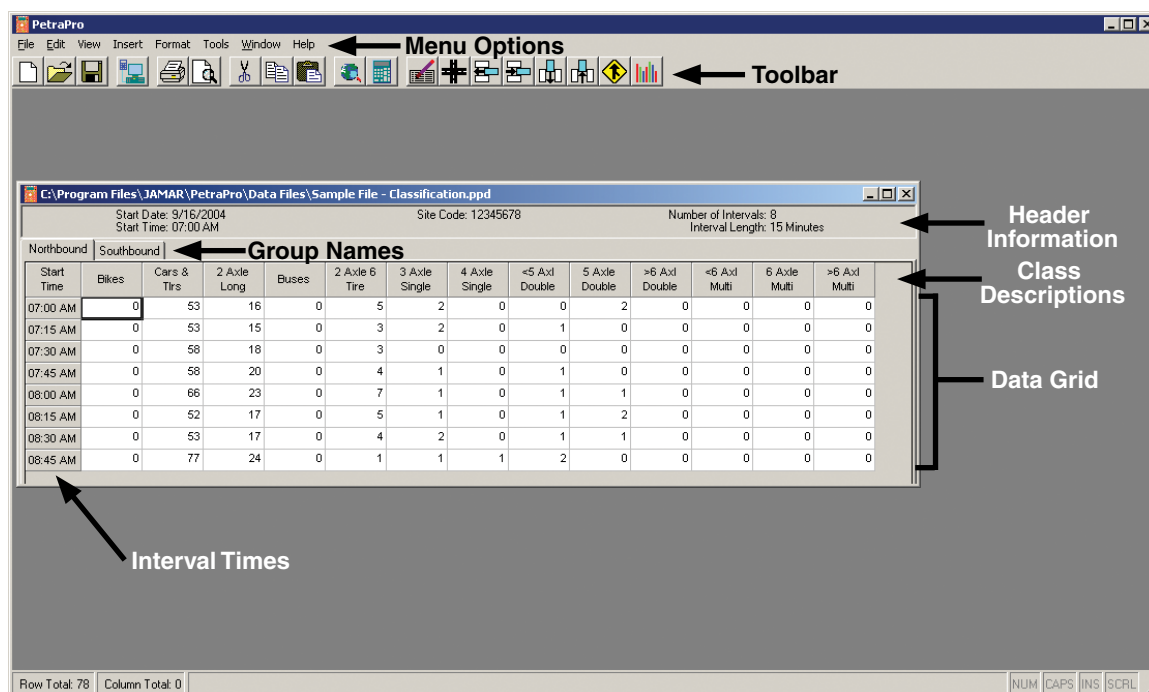 PetraPro
File Edit View Insert Format Tools Window Help
Menu Options
Toolbar
C:\Program Files\JAMAR\PetraPro\Data Files\Sample File - Classification.ppd
Start Date: 9/16/2004 Site Code: 12345678 Number of Intervals: 8
Start Time: 07:00 AM Interval Length: 15 Minutes
Header
Information
Northbound Southbound
Group Names
Start Time Bikes Cars & Tlrs 2 Axle Long Buses 2 Axle 6 Tire 3 Axle Single 4 Axle Single <5 Axl Double 5 Axle Double >6 Axl Double <6 Axl Multi 6 Axle Multi >6 Axl Multi
Class
Descriptions
07:00 AM 0 53 16 0 5 2 0 0 2 0 0 0 0
07:15 AM 0 53 15 0 3 2 0 1 0 0 0 0 0
07:30 AM 0 58 18 0 3 0 0 0 0 0 0 0 0
07:45 AM 0 58 20 0 4 1 0 1 0 0 0 0 0
08:00 AM 0 66 23 0 7 1 0 1 1 0 0 0 0
08:15 AM 0 52 17 0 5 1 0 1 2 0 0 0 0
08:30 AM 0 53 17 0 4 2 0 1 1 0 0 0 0
08:45 AM 0 77 24 0 1 1 1 2 0 0 0 0 0
Data Grid
Interval Times
Row Total: 78 Column Total: 0 NUM CAPS INS SCRL